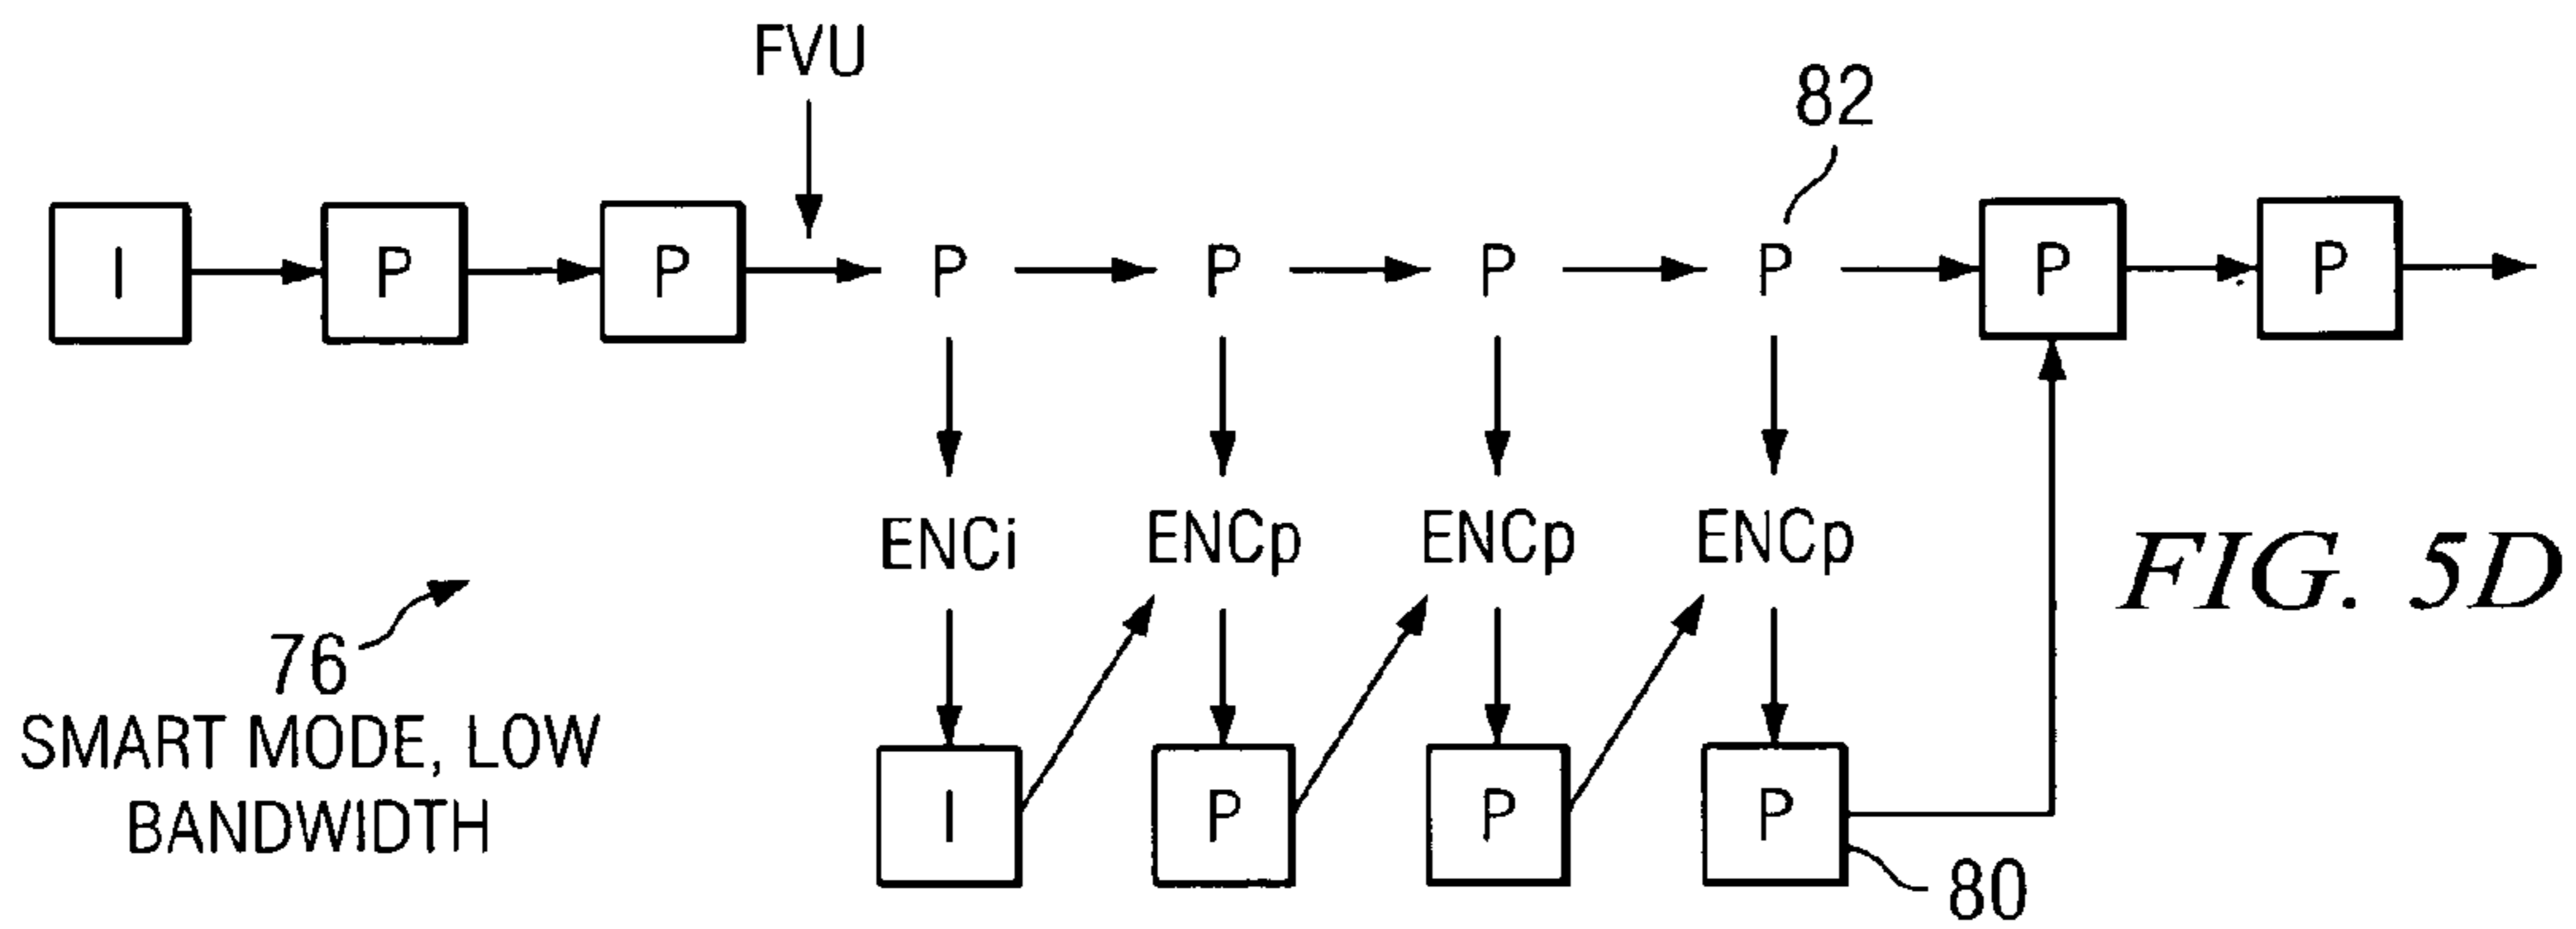 FVU
82
I P P P P P P P P
ENCi ENCp ENCp ENCp
FIG. 5D
76
SMART MODE, LOW
BANDWIDTH
I P P P
80